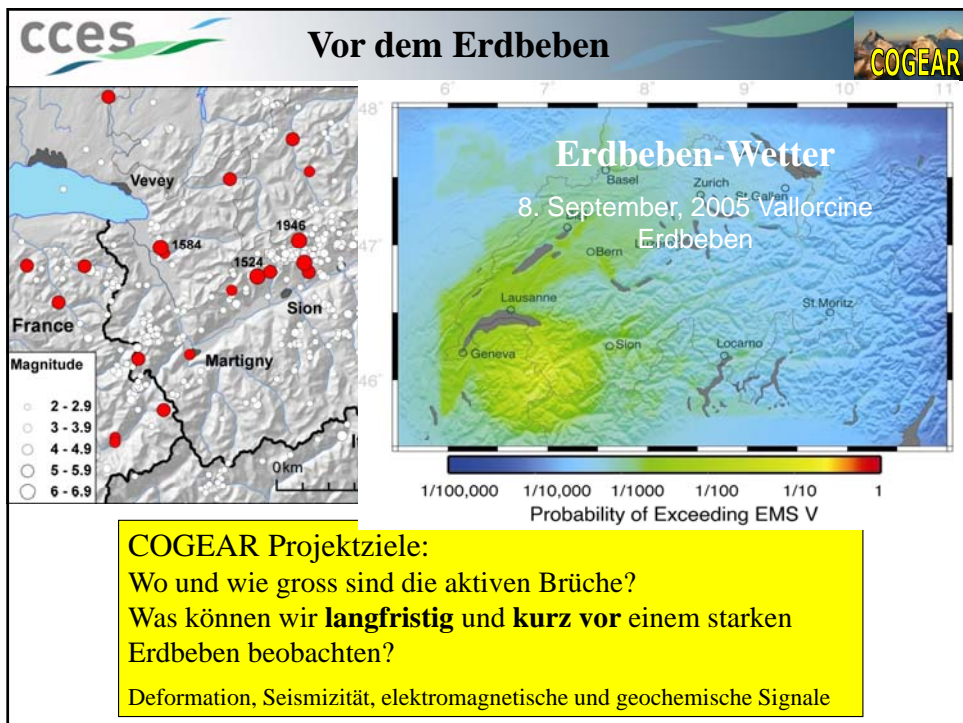 cces
Vor dem Erdbeben
COGEAR
Vevey
1946
1584
1524
Sion
France
Martigny
Magnitude
2 - 2.9
3 - 3.9
4 - 4.9
5 - 5.9
6 - 6.9
0km
6° 7° 8° 9° 10° 11
48°
47°
46°
Erdbeben-Wetter
Basel
Zurich
St.Gallen
8. September, 2005 Vallorcine
Erdbeben
Bern
Lausanne
St.Moritz
Geneva
Sion
Locarno
1/100,000 1/10,000 1/1000 1/100 1/10 1
Probability of Exceeding EMS V
COGEAR Projektziele:
Wo und wie gross sind die aktiven Brüche?
Was können wir langfristig und kurz vor einem starken
Erdbeben beobachten?
Deformation, Seismizität, elektromagnetische und geochemische Signale